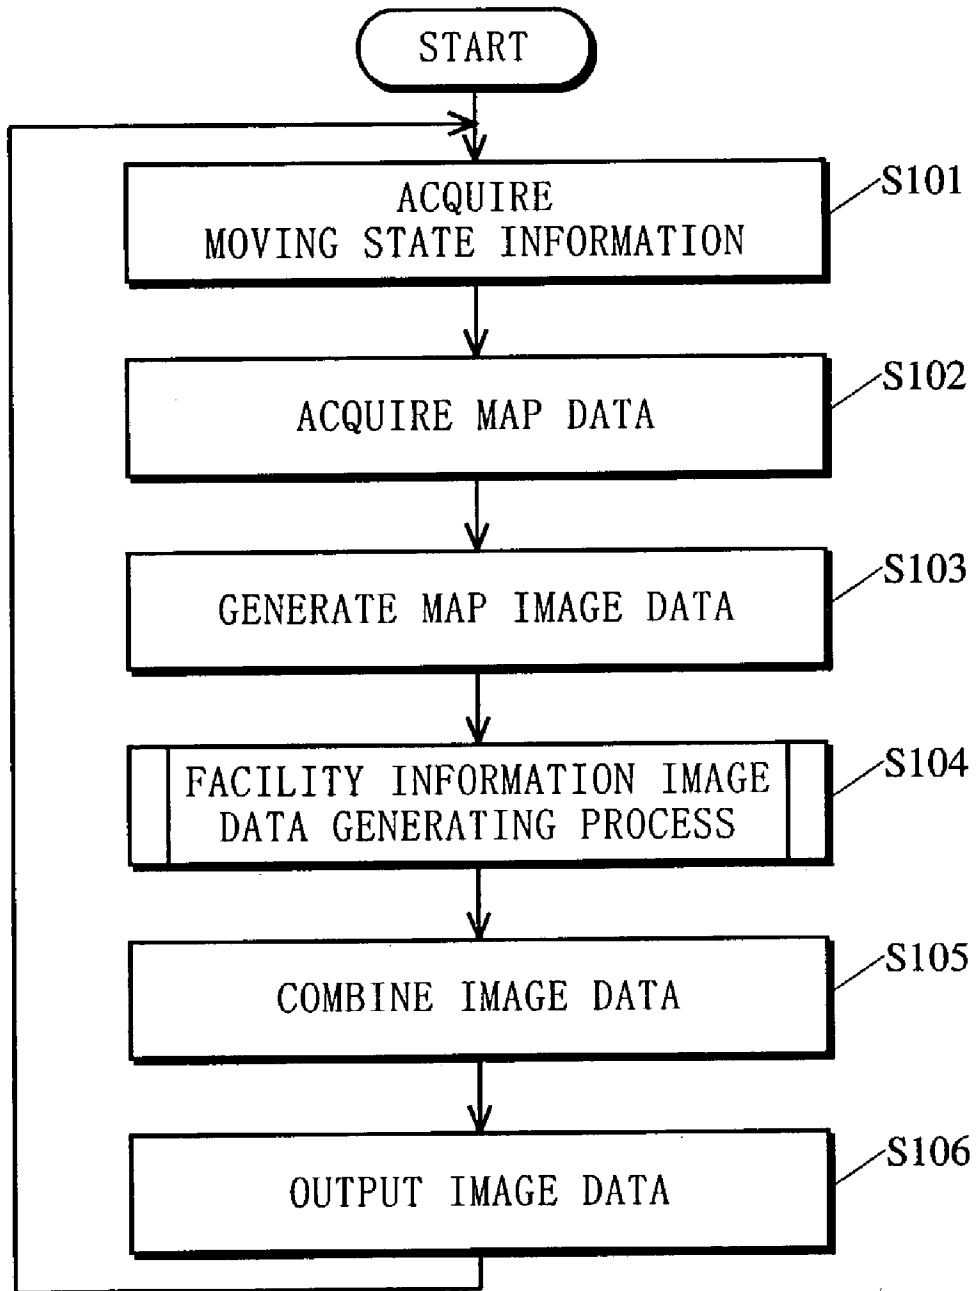 START
ACQUIRE
MOVING STATE INFORMATION
S101
ACQUIRE MAP DATA
S102
GENERATE MAP IMAGE DATA
S103
FACILITY INFORMATION IMAGE
DATA GENERATING PROCESS
S104
COMBINE IMAGE DATA
S105
OUTPUT IMAGE DATA
S106